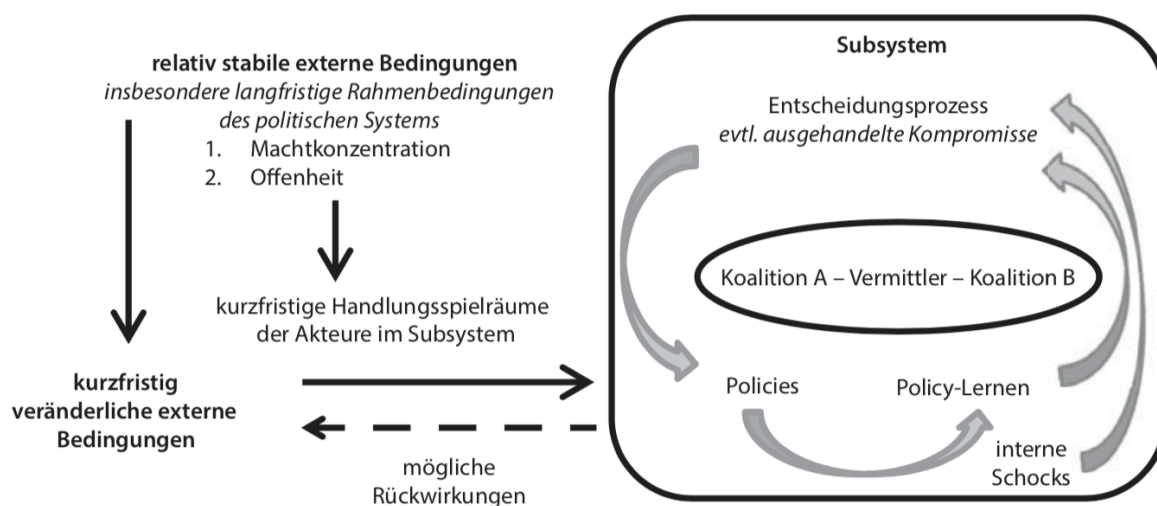 relativ stabile externe Bedingungen
insbesondere langfristige Rahmenbedingungen
des politischen Systems
1. Machtkonzentration
2. Offenheit
kurzfristige Handlungsspielräume
der Akteure im Subsystem
kurzfristig
veränderliche externe
Bedingungen
mögliche
Rückwirkungen
Subsystem
Entscheidungsprozess
evtl. ausgehandelte Kompromisse
Koalition A – Vermittler – Koalition B
Policies
Policy-Lernen
interne
Schocks